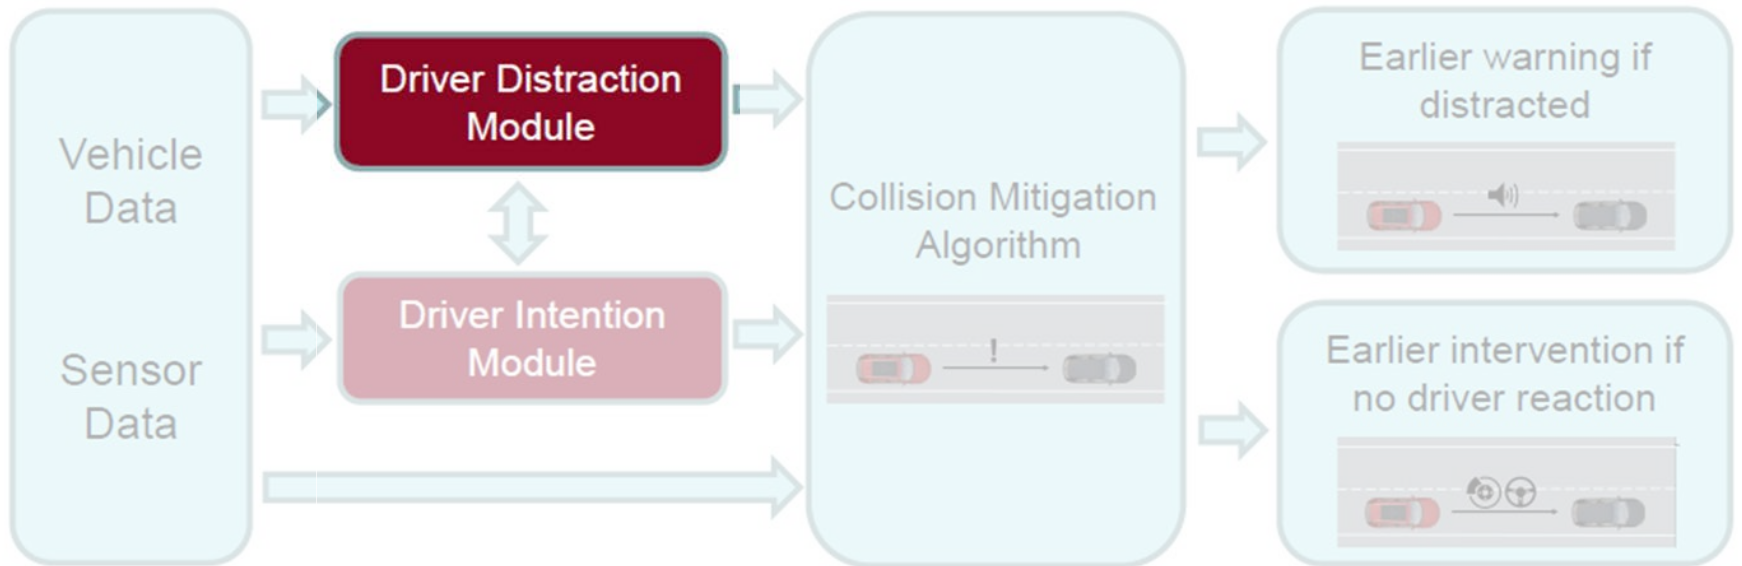 Vehicle
Data
Sensor
Data
Driver Distraction
Module
Driver Intention
Module
Collision Mitigation
Algorithm
!
Earlier warning if
distracted
Earlier intervention if
no driver reaction